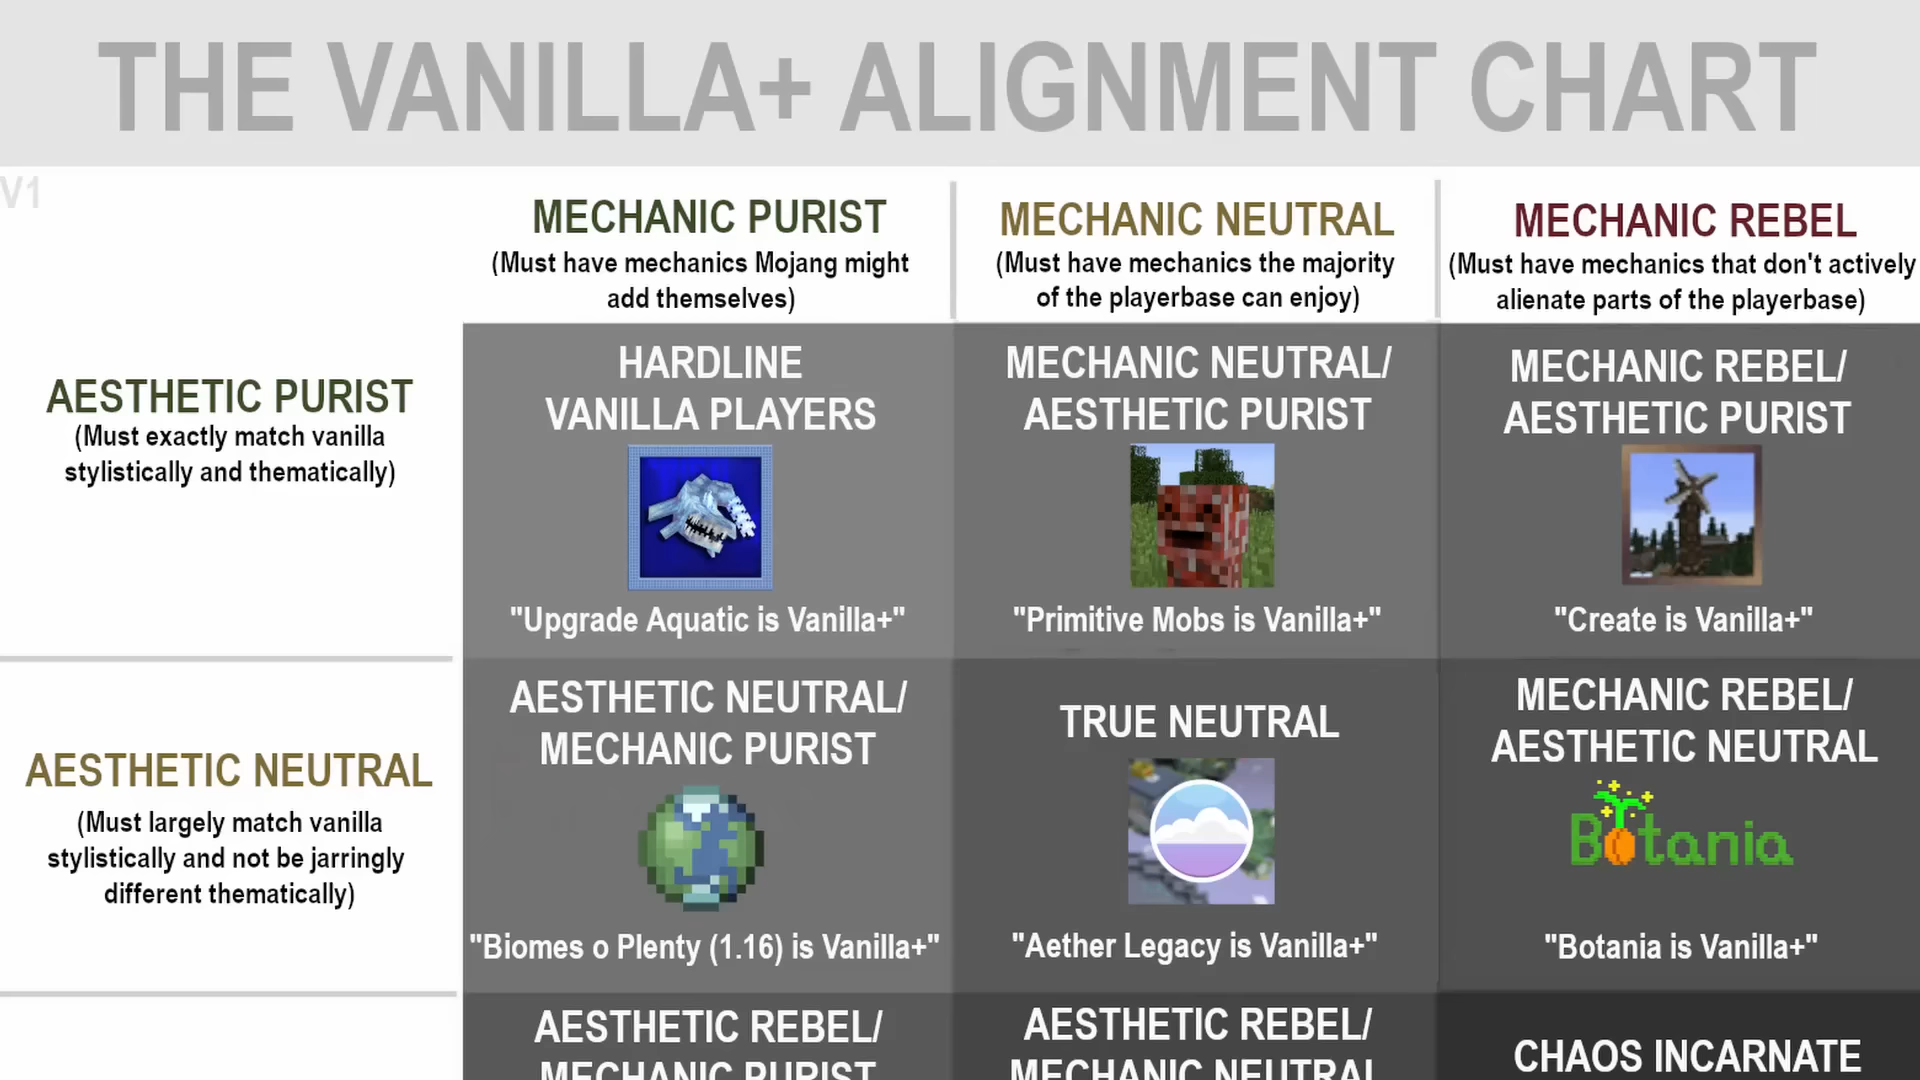 THE VANILLA+ ALIGNMENT CHART
V1
MECHANIC PURIST
(Must have mechanics Mojang might
add themselves)
MECHANIC NEUTRAL
(Must have mechanics the majority
of the playerbase can enjoy)
MECHANIC REBEL
(Must have mechanics that don't actively
alienate parts of the playerbase)
AESTHETIC PURIST
(Must exactly match vanilla
stylistically and thematically)
HARDLINE
VANILLA PLAYERS
"Upgrade Aquatic is Vanilla+"
MECHANIC NEUTRAL/
AESTHETIC PURIST
"Primitive Mobs is Vanilla+"
MECHANIC REBEL/
AESTHETIC PURIST
"Create is Vanilla+"
AESTHETIC NEUTRAL
(Must largely match vanilla
stylistically and not be jarringly
different thematically)
AESTHETIC NEUTRAL/
MECHANIC PURIST
"Biomes o Plenty (1.16) is Vanilla+"
TRUE NEUTRAL
"Aether Legacy is Vanilla+"
MECHANIC REBEL/
AESTHETIC NEUTRAL
Botania
"Botania is Vanilla+"
AESTHETIC REBEL/
MECHANIC PURIST
AESTHETIC REBEL/
MECHANIC NEUTRAL
CHAOS INCARNATE